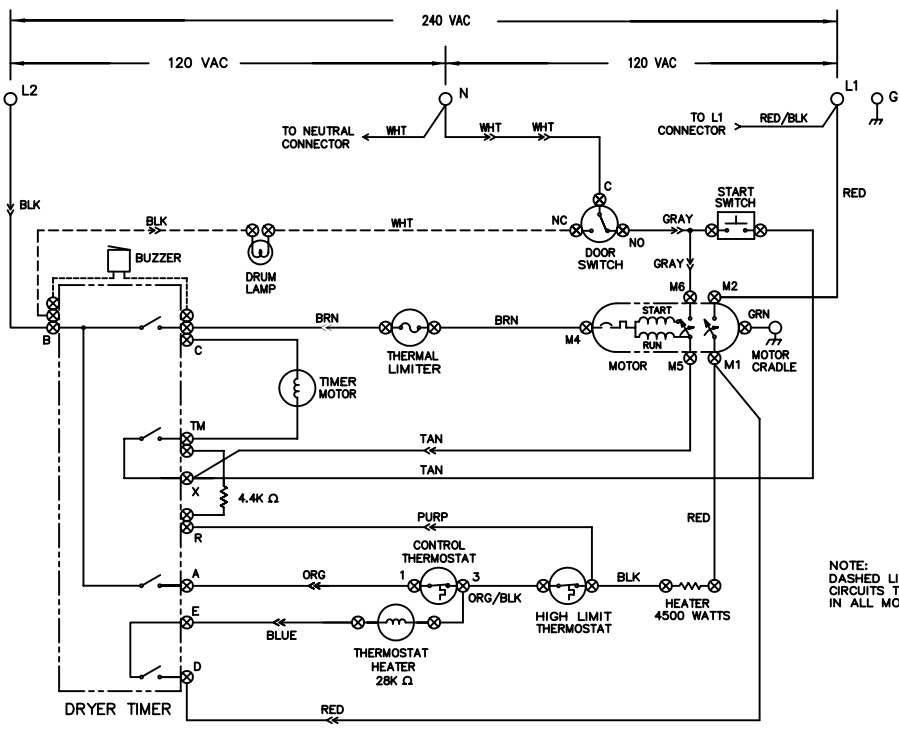 240 VAC
120 VAC
120 VAC
L2
N
L1
G
TO NEUTRAL
CONNECTOR
WHT
WHT
WHT
TO L1
CONNECTOR
RED/BLK
BLK
RED
C
START
SWITCH
BLK
WHT
NC
NO
GRAY
DOOR
SWITCH
BUZZER
DRUM
LAMP
GRAY
M6
M2
START
GRN
B
BRN
BRN
M4
RUN
C
THERMAL
LIMITER
MOTOR
M5
M1
MOTOR
CRADLE
TIMER
MOTOR
TM
TAN
X
TAN
4.4K Ω
R
PURP
RED
CONTROL
THERMOSTAT
A
ORG
1
3
BLK
ORG/BLK
HEATER
4500 WATTS
NOTE:
DASHED LI
CIRCUITS T
IN ALL MO
E
BLUE
HIGH LIMIT
THERMOSTAT
THERMOSTAT
HEATER
28K Ω
D
DRYER TIMER
RED